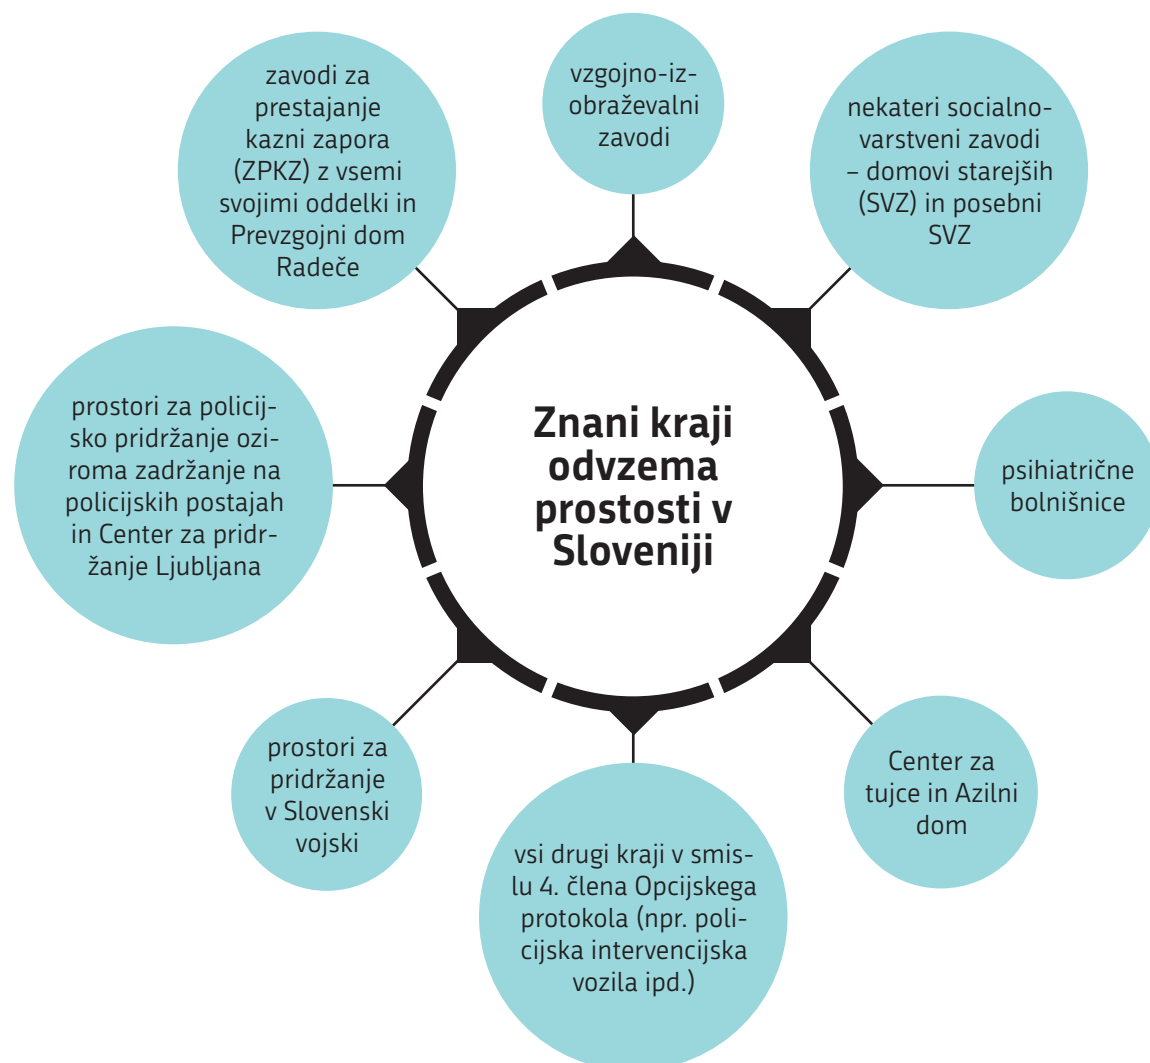 zavodi za
prestajanje
kazni zapora
(ZPKZ) z vsemi
svojimi oddelki in
Prevzgojni dom
Radeče
vzgojno-iz-
obraževalni
zavodi
nekateri socialno-
varstveni zavodi
– domovi starejših
(SVZ) in posebni
SVZ
prostori za policij-
sko pridržanje ozi-
roma zadržanje na
policijskih postajah
in Center za pridr-
žanje Ljubljana
Znani kraji
odvzema
prostosti v
Sloveniji
psihiatrične
bolnišnice
prostori za
pridržanje
v Slovenski
vojski
vsi drugi kraji v smis-
lu 4. člena Opcijskega
protokola (npr. poli-
cijska intervencijska
vozila ipd.)
Center za
tujce in Azilni
dom